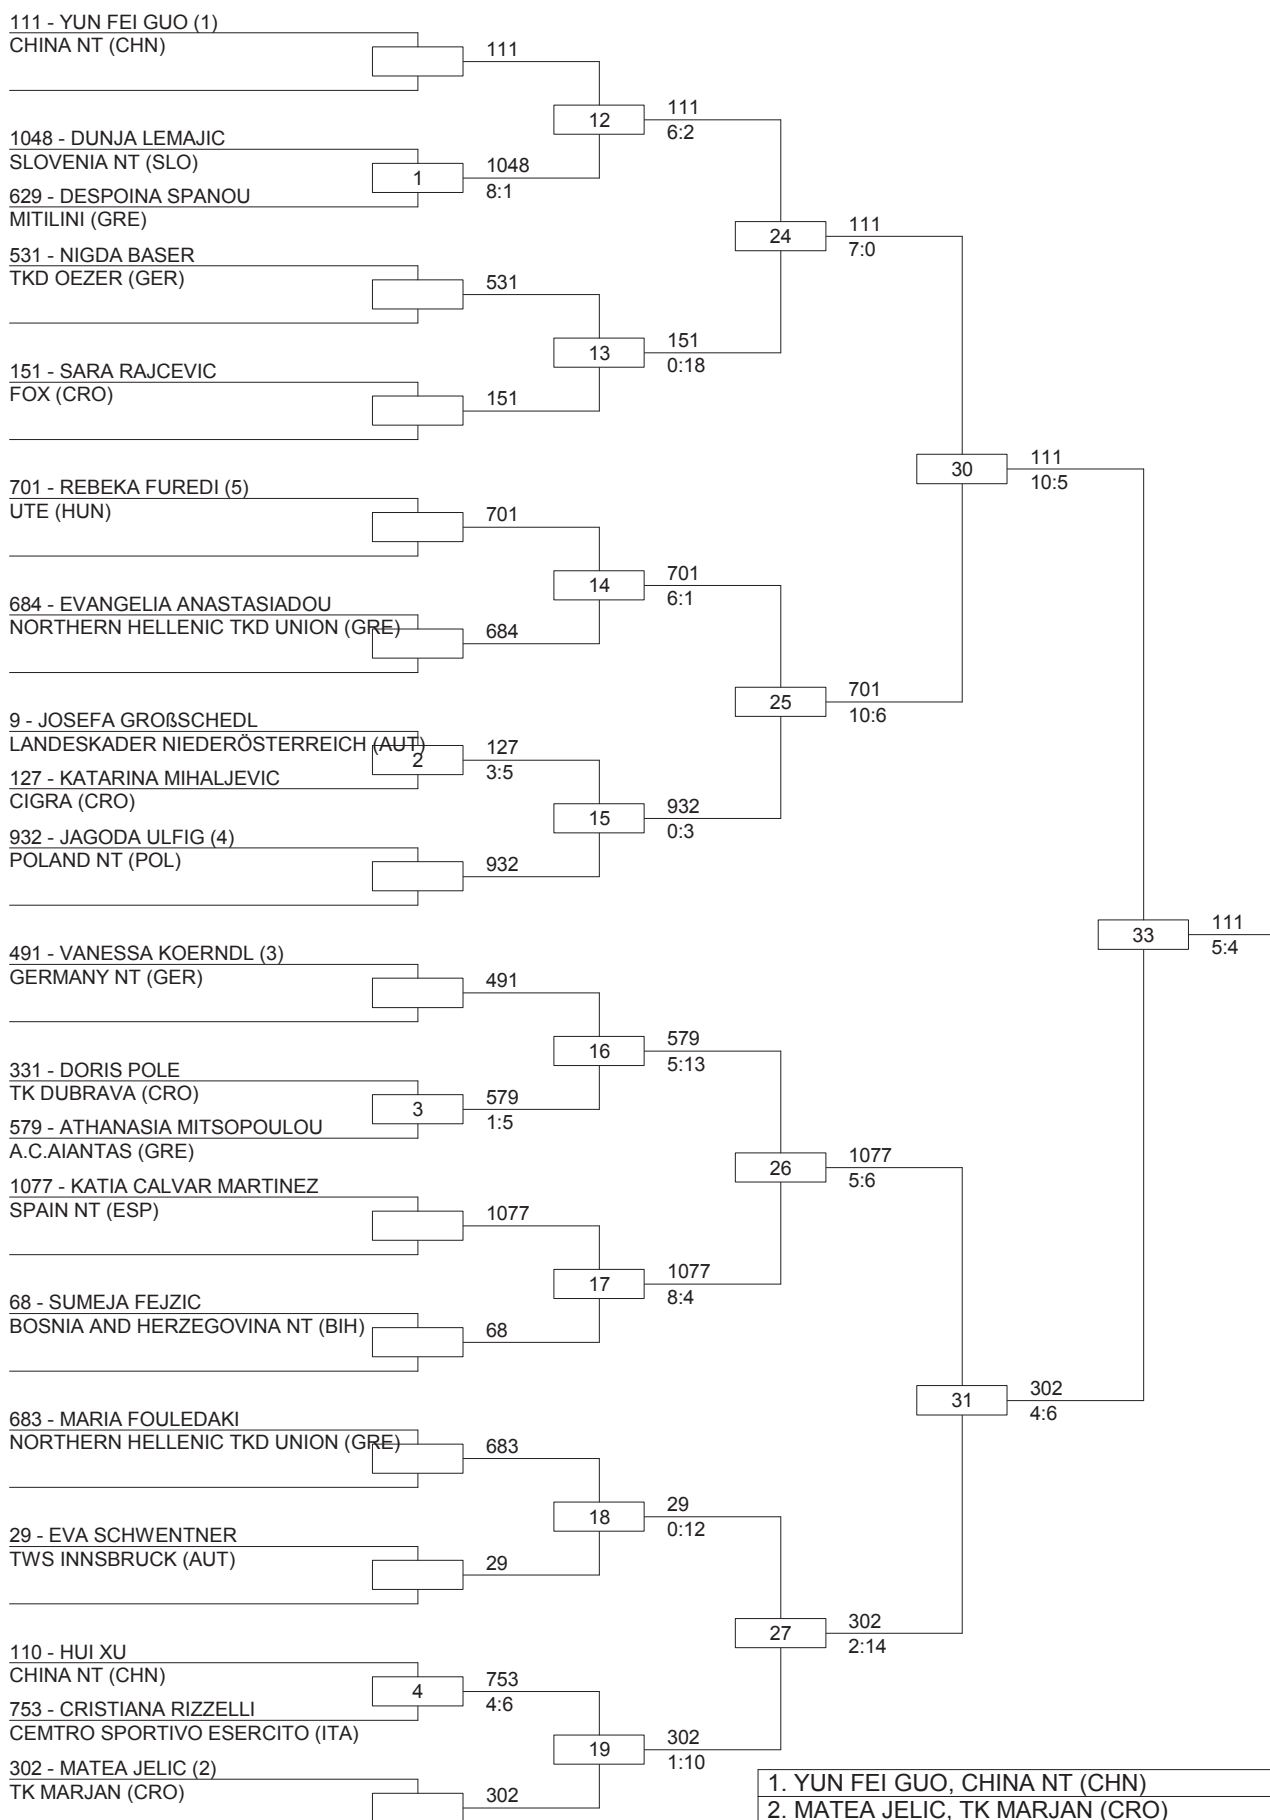 111 - YUN FEI GUO (1)
CHINA NT (CHN)
1048 - DUNJA LEMAJIC
SLOVENIA NT (SLO)
629 - DESPOINA SPANOU
MITILINI (GRE)
531 - NIGDA BASER
TKD OEZER (GER)
151 - SARA RAJCEVIC
FOX (CRO)
701 - REBEKA FUREDI (5)
UTE (HUN)
684 - EVANGELIA ANASTASIADOU
NORTHERN HELLENIC TKD UNION (GRE)
9 - JOSEFA GROßSCHEDL
LANDESKADER NIEDERÖSTERREICH (AUT)
127 - KATARINA MIHALJEVIC
CIGRA (CRO)
932 - JAGODA ULFIG (4)
POLAND NT (POL)
491 - VANESSA KOERNDL (3)
GERMANY NT (GER)
331 - DORIS POLE
TK DUBRAVA (CRO)
579 - ATHANASIA MITSOPOULOU
A.C.AIANTAS (GRE)
1077 - KATIA CALVAR MARTINEZ
SPAIN NT (ESP)
68 - SUMEJA FEJZIC
BOSNIA AND HERZEGOVINA NT (BIH)
683 - MARIA FOULEDAKI
NORTHERN HELLENIC TKD UNION (GRE)
29 - EVA SCHWENTNER
TWS INNSBRUCK (AUT)
110 - HUI XU
CHINA NT (CHN)
753 - CRISTIANA RIZZELLI
CEMTRO SPORTIVO ESERCITO (ITA)
302 - MATEA JELIC (2)
TK MARJAN (CRO)
111
1
1048
8:1
531
151
701
684
2
127
3:5
932
491
3
579
1:5
1077
68
683
29
4
753
4:6
302
12
111
6:2
13
151
0:18
14
701
6:1
15
932
0:3
16
579
5:13
17
1077
8:4
18
29
0:12
19
302
1:10
24
111
7:0
25
701
10:6
26
1077
5:6
27
302
2:14
30
111
10:5
31
302
4:6
33
111
5:4
1. YUN FEI GUO, CHINA NT (CHN)
2. MATEA JELIC, TK MARJAN (CRO)